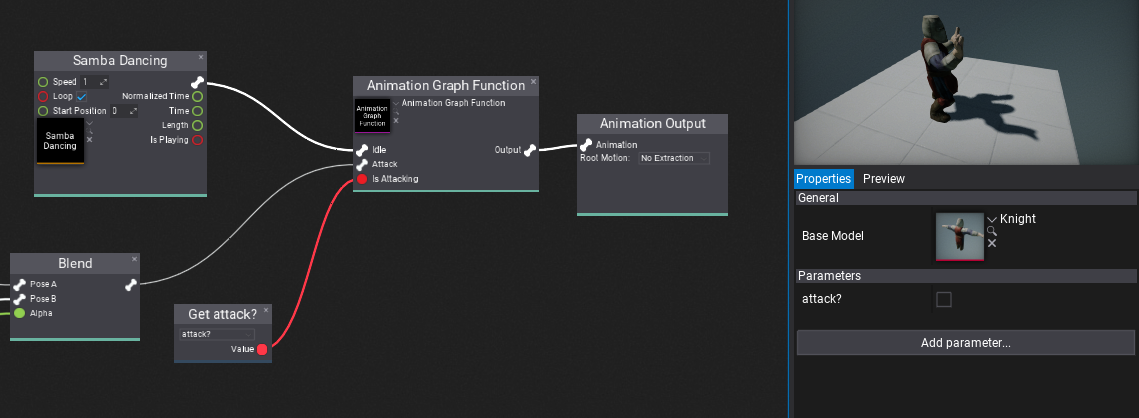 Samba Dancing
Speed 1
Loop
Normalized Time
Start Position 0
Time
Length
Is Playing
Samba
Dancing
Animation Graph Function
Animation
Graph
Function
Animation Graph Function
Idle
Output
Attack
Is Attacking
Animation Output
Animation
Root Motion: No Extraction
Blend
Pose A
Pose B
Alpha
Get attack?
attack?
Value
Properties Preview
General
Base Model
Knight
Parameters
attack?
Add parameter...